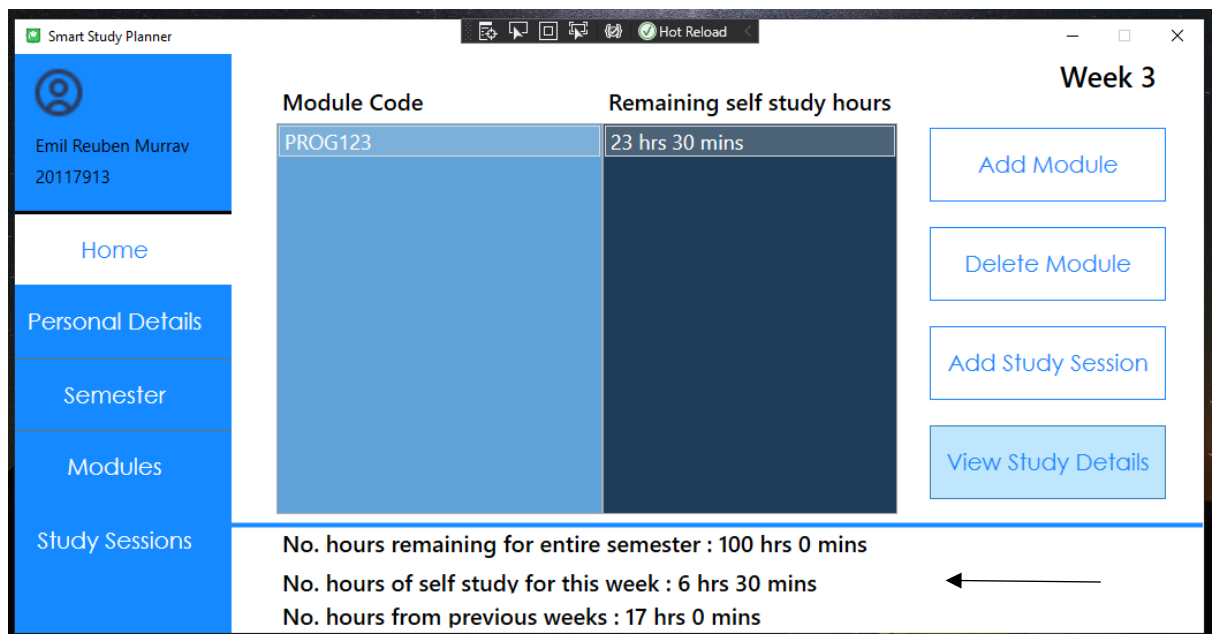 Smart Study Planner
Hot Reload
Week 3
Emil Reuben Murray
20117913
Module Code
Remaining self study hours
PROG123
23 hrs 30 mins
Home
Personal Details
Semester
Modules
Study Sessions
Add Module
Delete Module
Add Study Session
View Study Details
No. hours remaining for entire semester : 100 hrs 0 mins
No. hours of self study for this week : 6 hrs 30 mins
No. hours from previous weeks : 17 hrs 0 mins